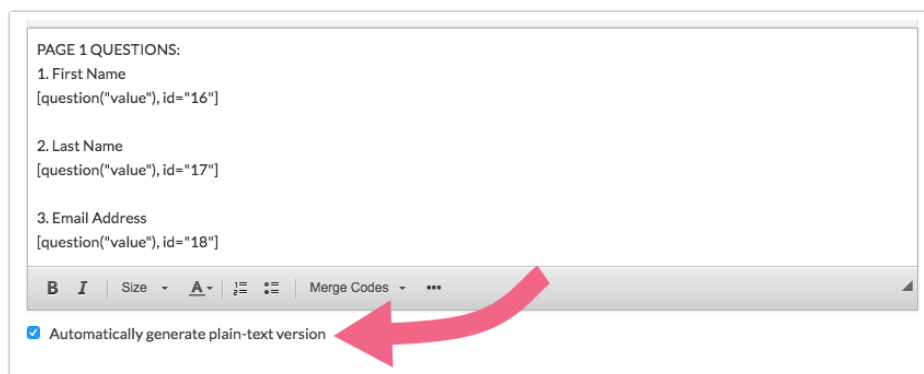 PAGE 1 QUESTIONS:
1. First Name
[question("value"), id="16"]
2. Last Name
[question("value"), id="17"]
3. Email Address
[question("value"), id="18"]
B I Size A Merge Codes •••
Automatically generate plain-text version